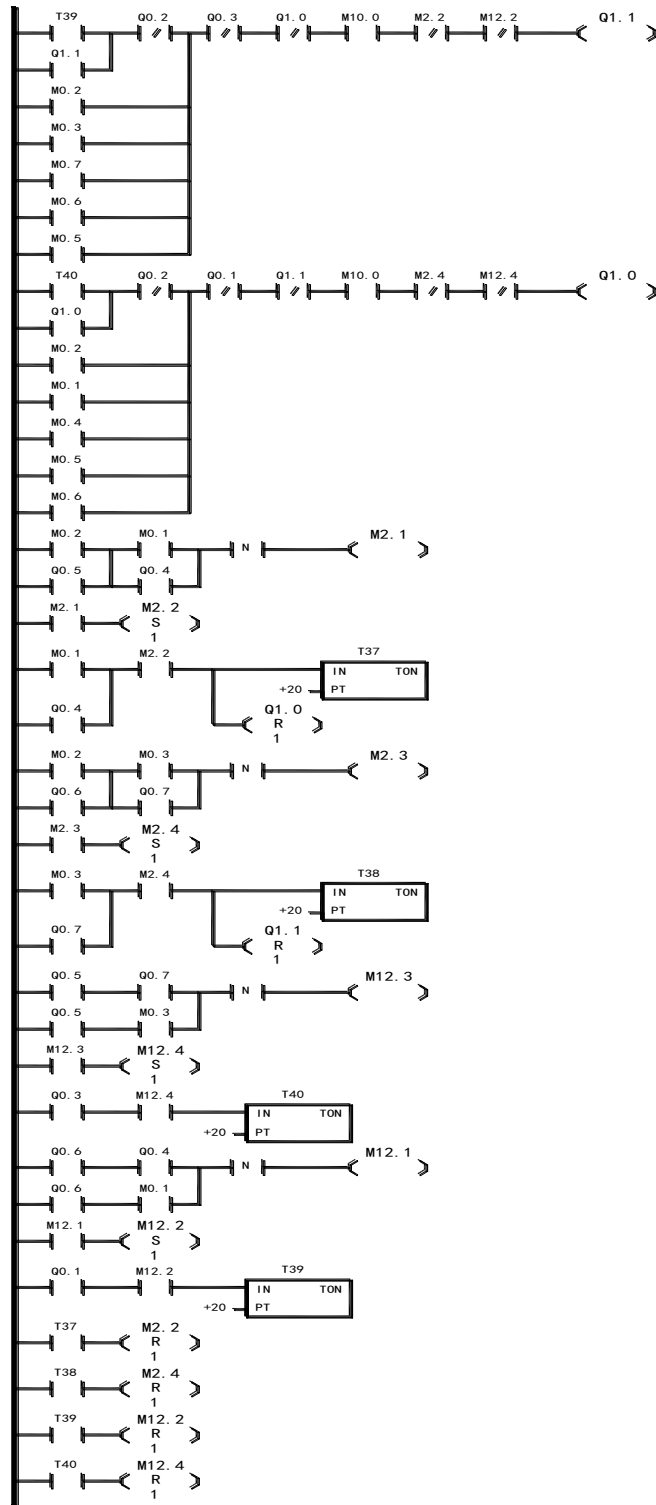 T39 Q0.2 Q0.3 Q1.0 M10.0 M2.2 M12.2 Q1.1
Q1.1
M0.2
M0.3
M0.7
M0.6
M0.5
T40 Q0.2 Q0.1 Q1.1 M10.0 M2.4 M12.4 Q1.0
Q1.0
M0.2
M0.1
M0.4
M0.5
M0.6
M0.2 M0.1 N M2.1
Q0.5 Q0.4
M2.1 M2.2
S
1
M0.1 M2.2 T37
IN TON
+20 PT
Q0.4 Q1.0
R
1
M0.2 M0.3 N M2.3
Q0.6 Q0.7
M2.3 M2.4
S
1
M0.3 M2.4 T38
IN TON
+20 PT
Q0.7 Q1.1
R
1
Q0.5 Q0.7 N M12.3
Q0.5 M0.3
M12.3 M12.4
S
1
Q0.3 M12.4 T40
IN TON
+20 PT
Q0.6 Q0.4 N M12.1
Q0.6 M0.1
M12.1 M12.2
S
1
Q0.1 M12.2 T39
IN TON
+20 PT
T37 M2.2
R
1
T38 M2.4
R
1
T39 M12.2
R
1
T40 M12.4
R
1